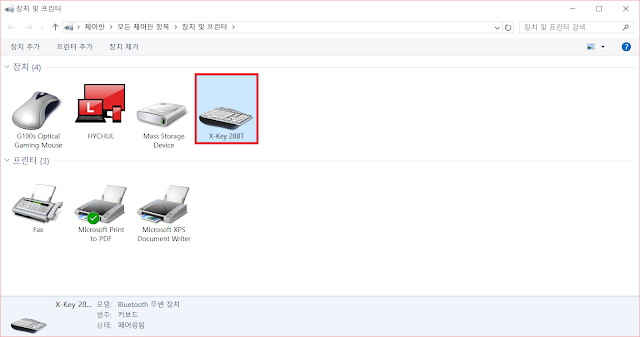 장치 및 프린터
제어판 > 모든 제어판 항목 > 장치 및 프린터
장치 및 프린터 검색
장치 추가 프린터 추가 장치 제거
장치 (4)
G100s Optical
Gaming Mouse
HYCHUL
Mass Storage
Device
X-Key 28BT
프린터 (3)
Fax
Microsoft Print
to PDF
Microsoft XPS
Document Writer
X-Key 28...
모델: Bluetooth 주변 장치
범주: 키보드
상태: 페어링됨